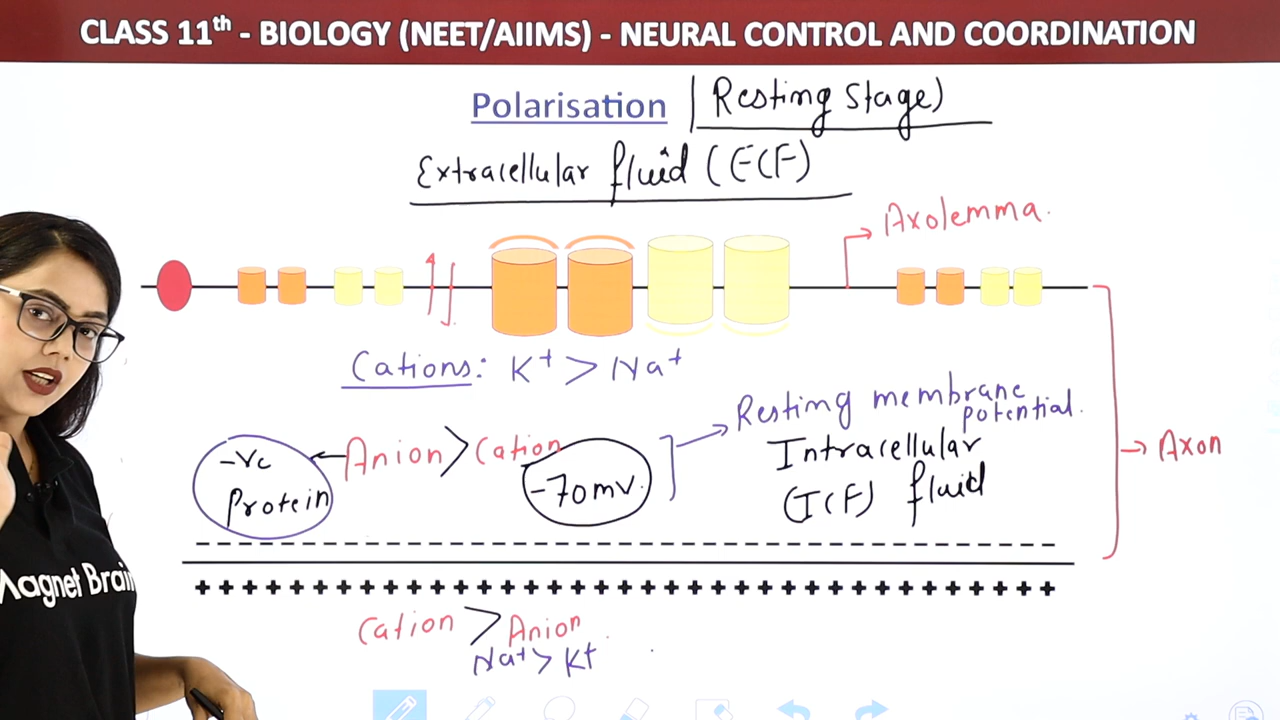 CLASS 11th - BIOLOGY (NEET/AIIMS) - NEURAL CONTROL AND COORDINATION
Polarisation (Resting Stage)
Extracellular fluid (ECF)
Axolemma.
Cations: K+ > Na+
Resting membrane potential.
-Ve Protein ← Anion > Cation
-70mv.
Intracellular
(ICF) fluid
→ Axon
- - - - - - - - - - - - - - - - - - - - - - - - - - - - - - - - - - - -
+ + + + + + + + + + + + + + + + + + + + + + + + + + + + + + + + + + + +
Cation > Anion
Na+ > K+
Magnet Brain